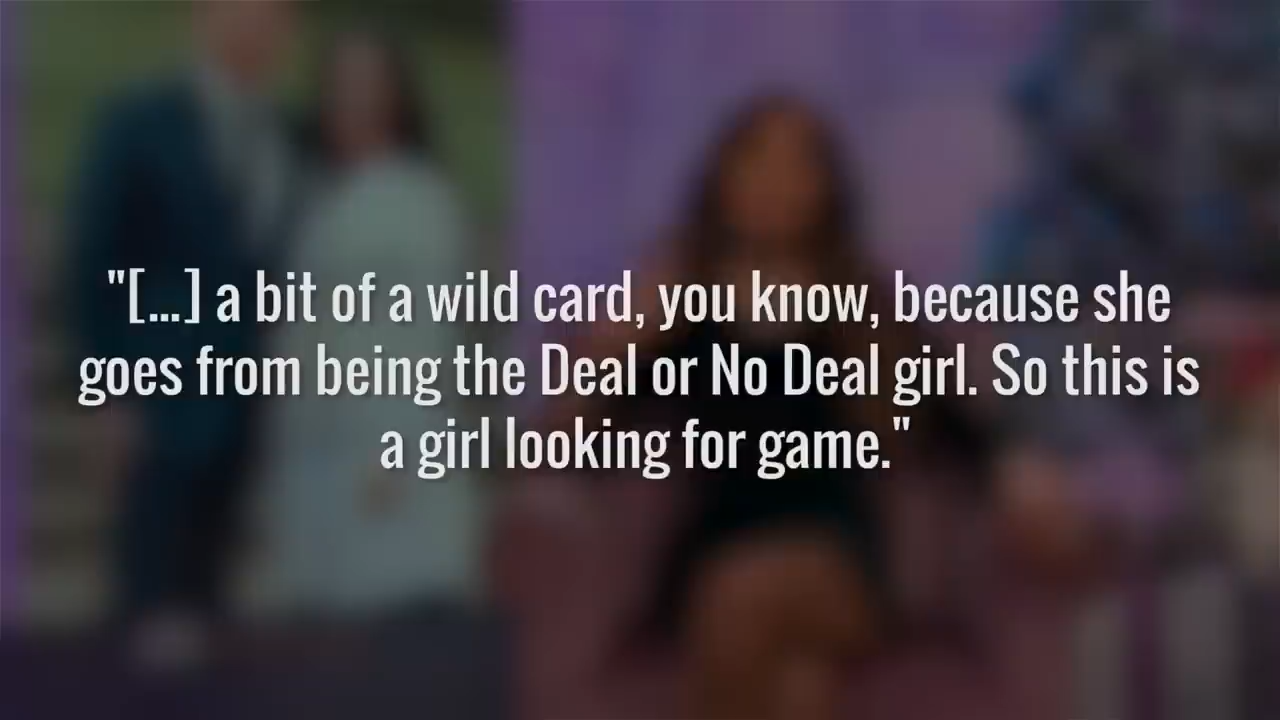 "[...] a bit of a wild card, you know, because she
goes from being the Deal or No Deal girl. So this is
a girl looking for game."